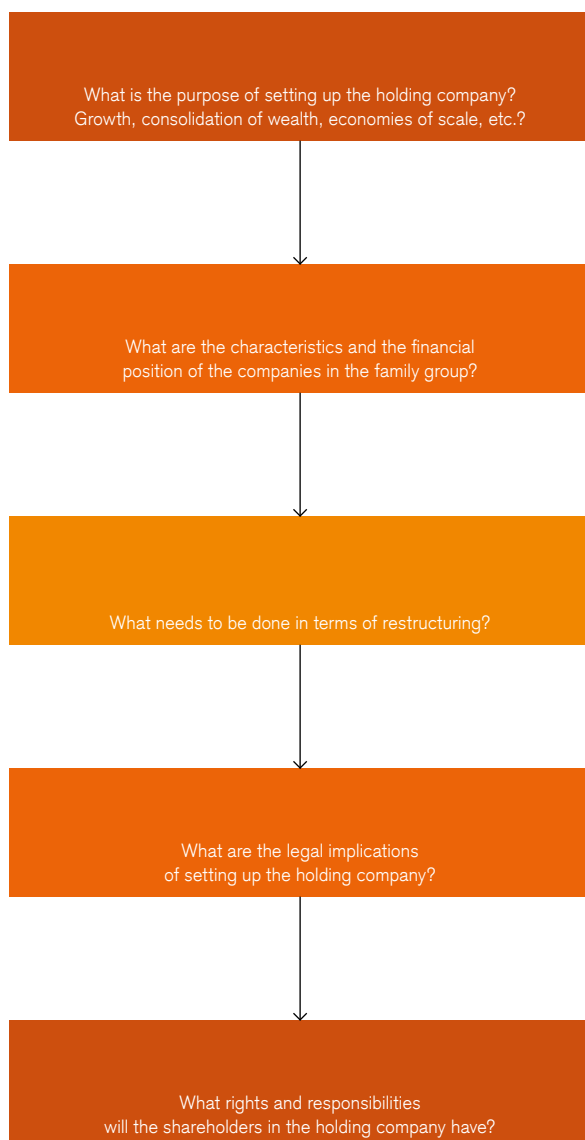 What is the purpose of setting up the holding company?
Growth, consolidation of wealth, economies of scale, etc.?
What are the characteristics and the financial
position of the companies in the family group?
What needs to be done in terms of restructuring?
What are the legal implications
of setting up the holding company?
What rights and responsibilities
will the shareholders in the holding company have?